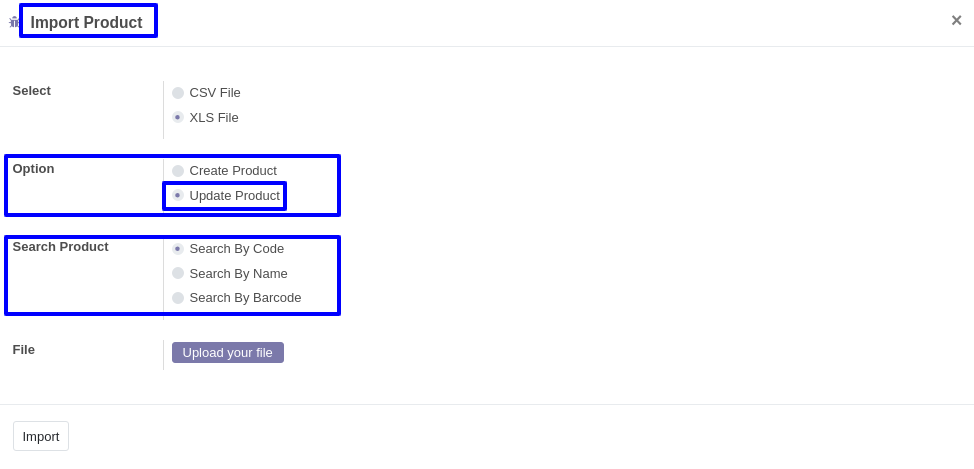 Import Product
×
Select
CSV File
XLS File
Option
Create Product
Update Product
Search Product
Search By Code
Search By Name
Search By Barcode
File
Upload your file
Import